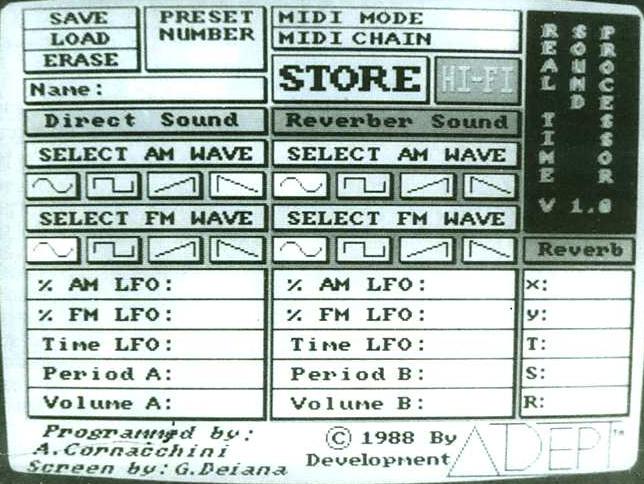 SAVE
LOAD
ERASE
PRESET
NUMBER
MIDI MODE
MIDI CHAIN
Name:
STORE
HI-FI
REAL TIME
SOUND
PROCESSOR
V 1.0
Direct Sound
Reverber Sound
SELECT AM WAVE
SELECT AM WAVE
SELECT FM WAVE
SELECT FM WAVE
Reverb
% AM LFO:
% FM LFO:
Time LFO:
Period A:
Volume A:
% AM LFO:
% FM LFO:
Time LFO:
Period B:
Volume B:
x:
y:
T:
S:
R:
Programmed by:
A.Cornacchini
Screen by: G.Deiana
© 1988 By
Development
ADEPT™